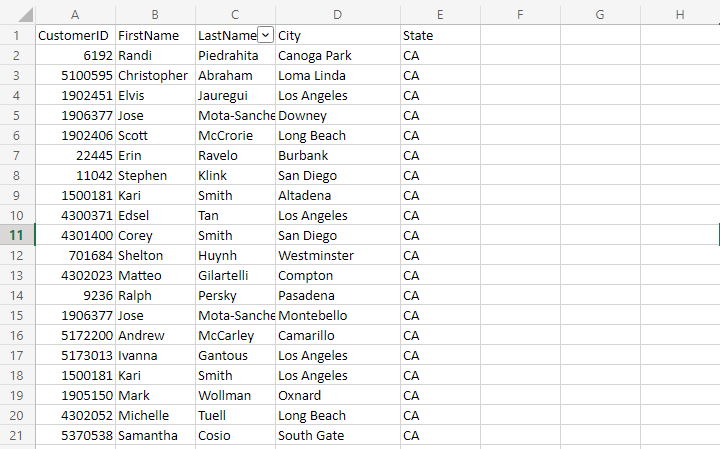 A B C D E F G H
1 CustomerID FirstName LastName City State
2 6192 Randi Piedrahita Canoga Park CA
3 5100595 Christopher Abraham Loma Linda CA
4 1902451 Elvis Jauregui Los Angeles CA
5 1906377 Jose Mota-Sanche Downey CA
6 1902406 Scott McCrorie Long Beach CA
7 22445 Erin Ravelo Burbank CA
8 11042 Stephen Klink San Diego CA
9 1500181 Kari Smith Altadena CA
10 4300371 Edsel Tan Los Angeles CA
11 4301400 Corey Smith San Diego CA
12 701684 Shelton Huynh Westminster CA
13 4302023 Matteo Gilartelli Compton CA
14 9236 Ralph Persky Pasadena CA
15 1906377 Jose Mota-Sanche Montebello CA
16 5172200 Andrew McCarley Camarillo CA
17 5173013 Ivanna Gantous Los Angeles CA
18 1500181 Kari Smith Los Angeles CA
19 1905150 Mark Wollman Oxnard CA
20 4302052 Michelle Tuell Long Beach CA
21 5370538 Samantha Cosio South Gate CA